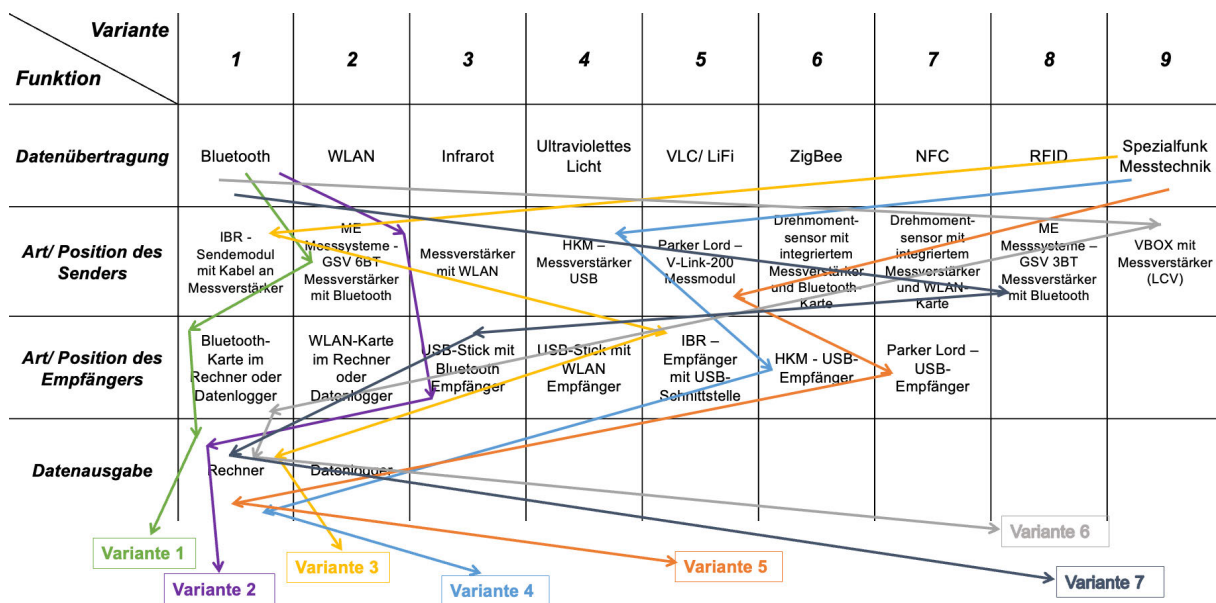 Variante
Funktion
1
2
3
4
5
6
7
8
9
Datenübertragung
Bluetooth
WLAN
Infrarot
Ultraviolettes
Licht
VLC/ LiFi
ZigBee
NFC
RFID
Spezialfunk
Messtechnik
Art/ Position des
Senders
IBR -
Sendemodul
mit Kabel an
Messverstärker
ME
Messsysteme -
GSV 6BT
Messverstärker
mit Bluetooth
Messverstärker
mit WLAN
HKM –
Messverstärker
USB
Parker Lord –
V-Link-200
Messmodul
Drehmoment-
sensor mit
integriertem
Messverstärker
und Bluetooth-
Karte
Drehmoment-
sensor mit
integriertem
Messverstärker
und WLAN-
Karte
ME
Messsysteme –
GSV 3BT
Messverstärker
mit Bluetooth
VBOX mit
Messverstärker
(LCV)
Art/ Position des
Empfängers
Bluetooth-
Karte im
Rechner oder
Datenlogger
WLAN-Karte
im Rechner
oder
Datenlogger
USB-Stick mit
Bluetooth
Empfänger
USB-Stick mit
WLAN
Empfänger
IBR –
Empfänger
mit USB-
Schnittstelle
HKM - USB-
Empfänger
Parker Lord –
USB-
Empfänger
Datenausgabe
Rechner
Datenlogger
Variante 1
Variante 2
Variante 3
Variante 4
Variante 5
Variante 6
Variante 7